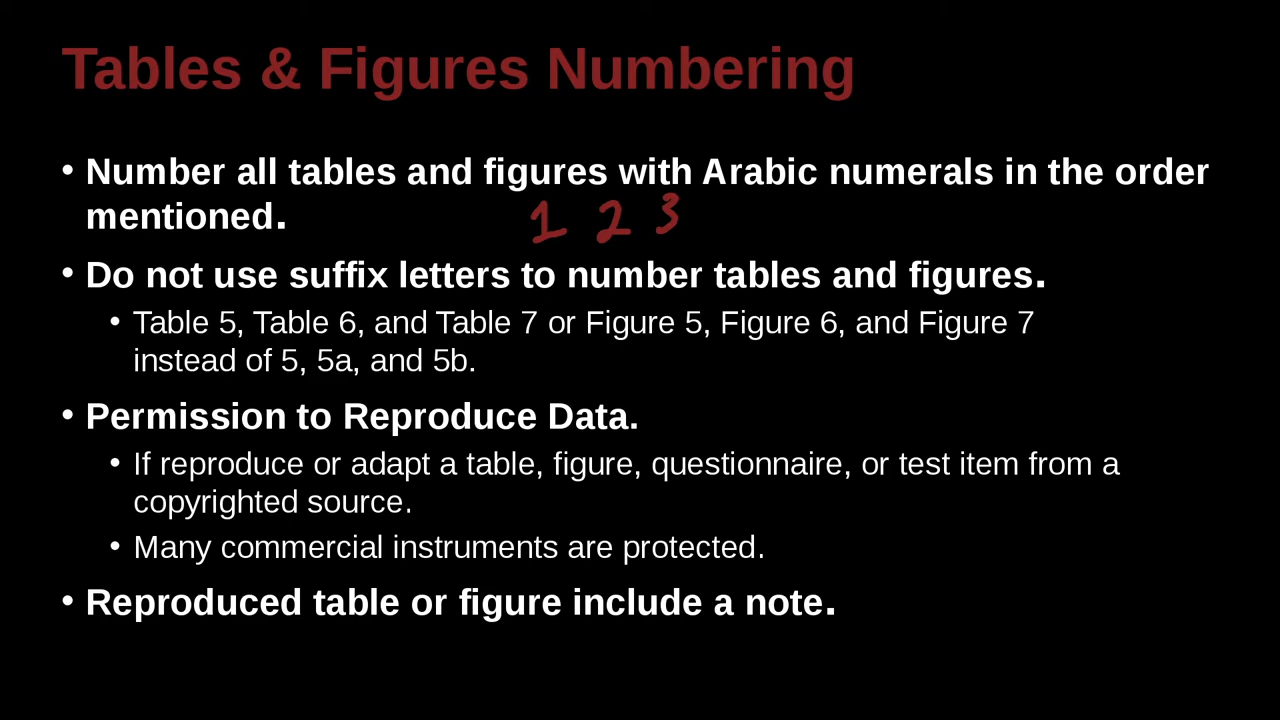 Tables & Figures Numbering
• Number all tables and figures with Arabic numerals in the order
mentioned.
1 2 3
• Do not use suffix letters to number tables and figures.
• Table 5, Table 6, and Table 7 or Figure 5, Figure 6, and Figure 7
instead of 5, 5a, and 5b.
• Permission to Reproduce Data.
• If reproduce or adapt a table, figure, questionnaire, or test item from a
copyrighted source.
• Many commercial instruments are protected.
• Reproduced table or figure include a note.